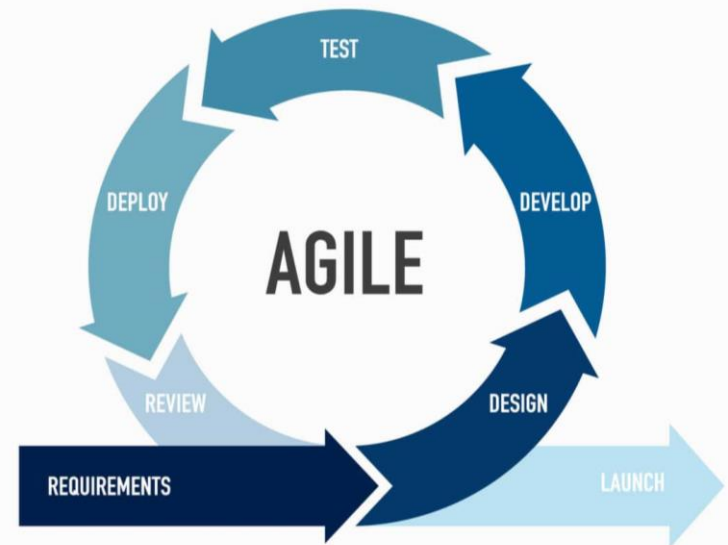 TEST
DEPLOY
DEVELOP
AGILE
REVIEW
DESIGN
REQUIREMENTS
LAUNCH